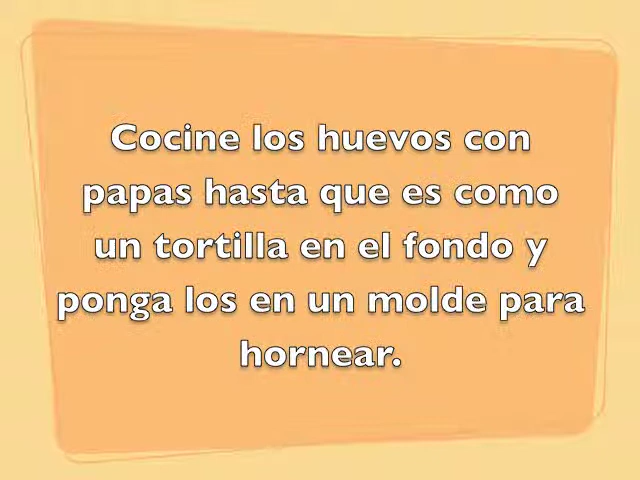 Cocine los huevos con
papas hasta que es como
un tortilla en el fondo y
ponga los en un molde para
hornear.